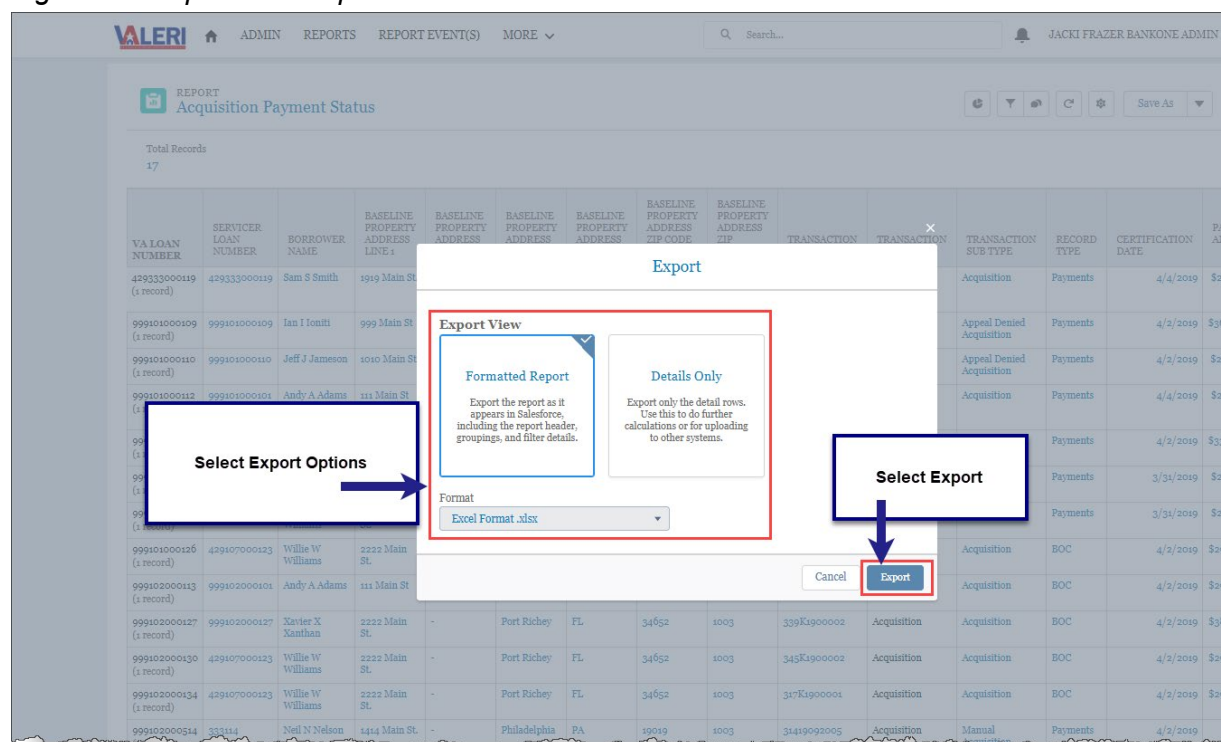 VALERI ADMIN REPORTS REPORT EVENT(S) MORE Search... JACKI FRAZER BANKONE ADMIN
REPORT
Acquisition Payment Status
Save As
Total Records
17
VA LOAN NUMBER
SERVICER LOAN NUMBER
BORROWER NAME
BASELINE PROPERTY ADDRESS LINE 1
BASELINE PROPERTY ADDRESS
BASELINE PROPERTY ADDRESS
BASELINE PROPERTY ADDRESS
BASELINE PROPERTY ADDRESS ZIP CODE
BASELINE PROPERTY ADDRESS ZIP
TRANSACTION
TRANSACTION
TRANSACTION SUB TYPE
RECORD TYPE
CERTIFICATION DATE
429333000119 429333000119 Sam S Smith 1919 Main St. Acquisition Payments 4/4/2019
(1 record)
999101000109 999101000109 Ian I Ioniti 999 Main St Appeal Denied Payments 4/2/2019
(1 record) Acquisition
999101000110 999101000110 Jeff J Jameson 1010 Main St Appeal Denied Payments 4/2/2019
(1 record) Acquisition
999101000112 999101000101 Andy A Adams 111 Main St Acquisition Payments 4/4/2019
Payments 4/2/2019
Payments 3/31/2019
Payments 3/31/2019
999101000126 429107000123 Willie W 2222 Main Acquisition BOC 4/2/2019
(1 record) Williams St.
999102000113 999102000101 Andy A Adams 111 Main St Acquisition BOC 4/2/2019
(1 record)
999102000127 999102000127 Xavier X 2222 Main - Port Richey FL 34652 1003 339K1900002 Acquisition Acquisition BOC 4/2/2019
(1 record) Xanthan St.
999102000130 429107000123 Willie W 2222 Main - Port Richey FL 34652 1003 345K1900002 Acquisition Acquisition BOC 4/2/2019
(1 record) Williams St.
999102000134 429107000123 Willie W 2222 Main - Port Richey FL 34652 1003 317K1900001 Acquisition Acquisition BOC 4/2/2019
(1 record) Williams St.
999102000514 333114 Neil N Nelson 1414 Main St. - Philadelphia PA 19019 1003 31419092005 Acquisition Manual Payments 4/2/2019
Export
Export View
Formatted Report
Export the report as it
appears in Salesforce,
including the report header,
groupings, and filter details.
Details Only
Export only the detail rows.
Use this to do further
calculations or for uploading
to other systems.
Format
Excel Format .xlsx
Cancel
Export
Select Export Options
Select Export